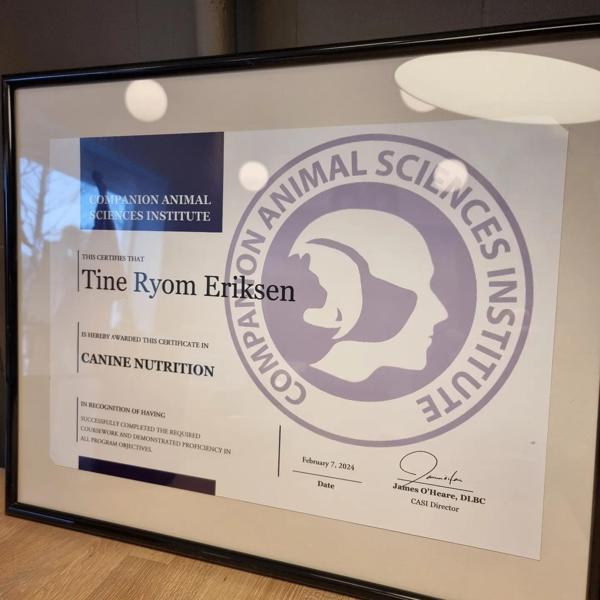 COMPANION ANIMAL
SCIENCES INSTITUTE
THIS CERTIFIES THAT
Tine Ryom Eriksen
IS HEREBY AWARDED THIS CERTIFICATE IN
CANINE NUTRITION
IN RECOGNITION OF HAVING
SUCCESSFULLY COMPLETED THE REQUIRED
COURSEWORK AND DEMONSTRATED PROFICIENCY IN
ALL PROGRAM OBJECTIVES.
COMPANION ANIMAL SCIENCES INSTITUTE
February 7, 2024
Date
James O'Heare, DLBC
CASI Director